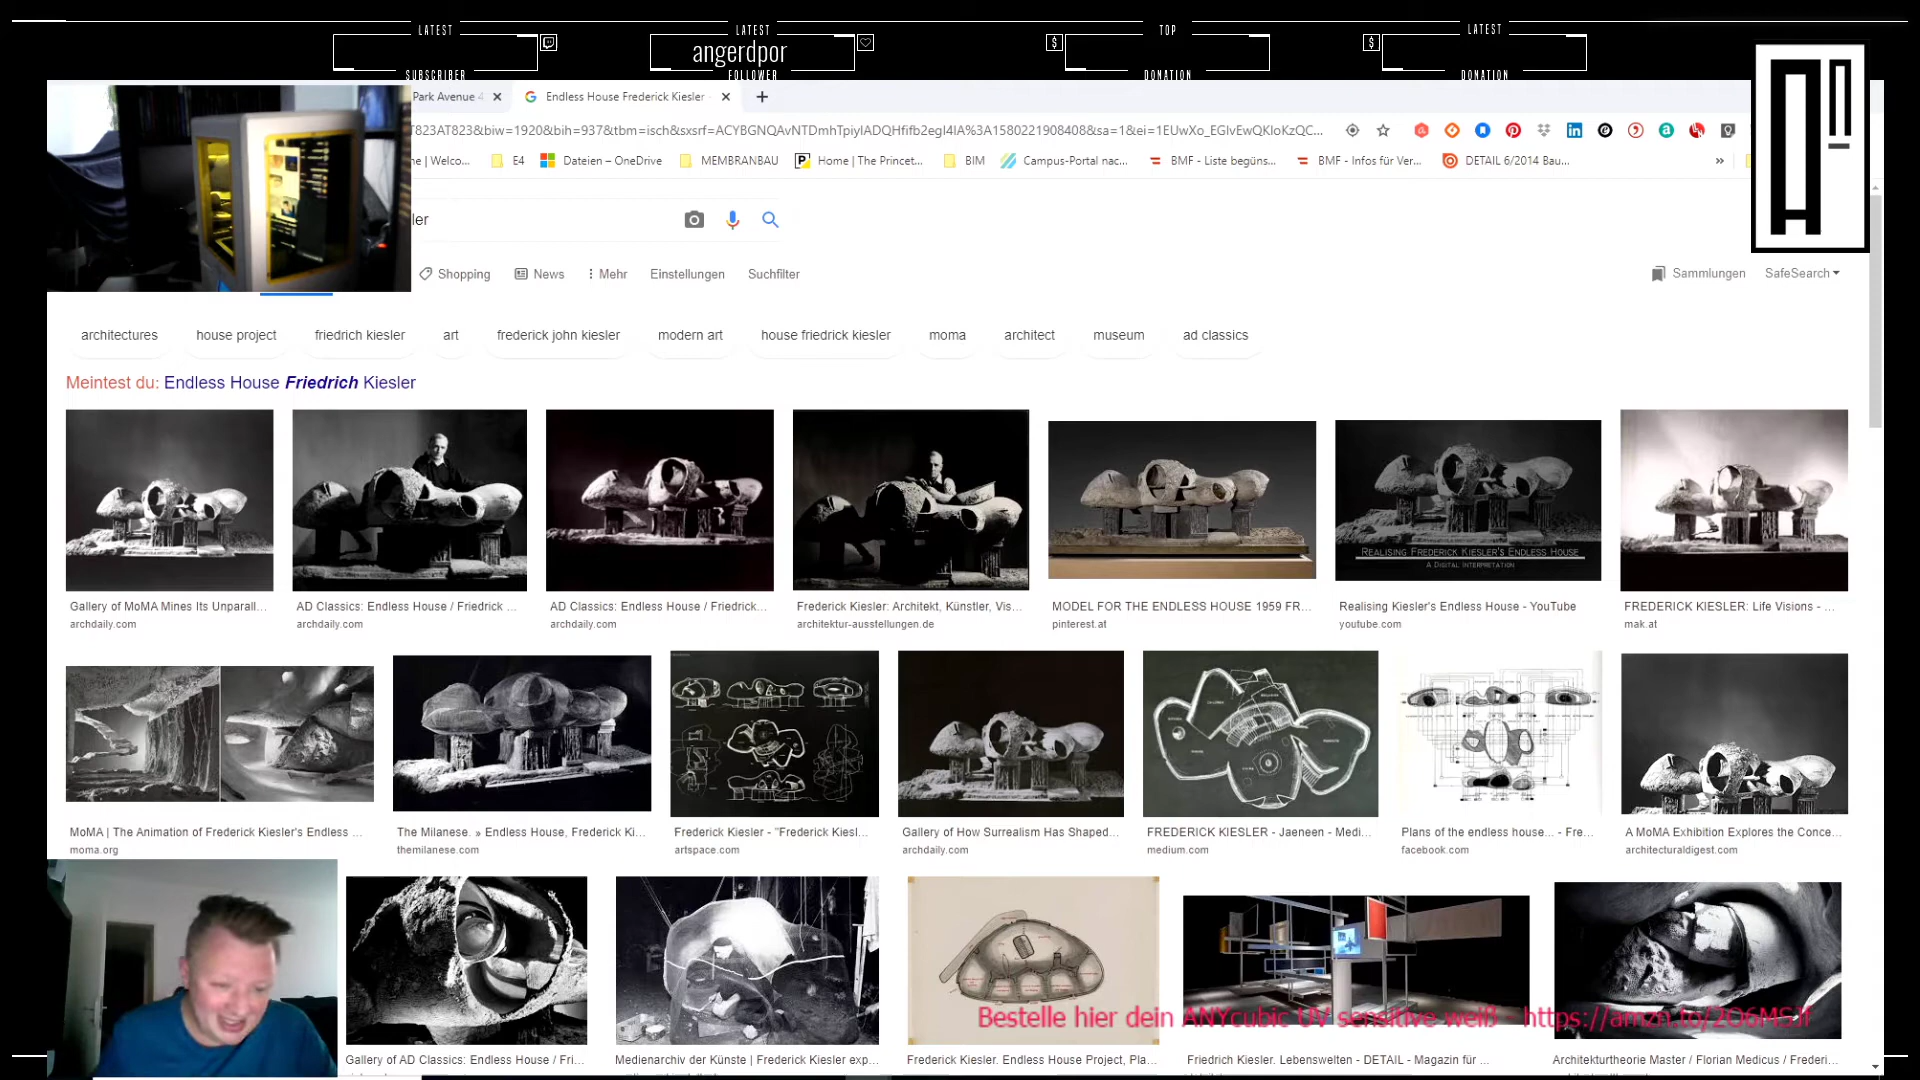 LATEST
SUBSCRIBER
LATEST
angerdpor
FOLLOWER
TOP
DONATION
LATEST
DONATION
Park Avenue 4
Endless House Frederick Kiesler
T823AT823&biw=1920&bih=937&tbm=isch&sxsrf=ACYBGNQAvNTDmhTpiyIADQHfifb2egI4IA%3A1580221908408&sa=1&ei=1EUwXo_EGIvEwQKIoKzQC...
ne | Welco...
E4
Dateien – OneDrive
MEMBRANBAU
Home | The Princet...
BIM
Campus-Portal nac...
BMF - Liste begüns...
BMF - Infos für Ver...
DETAIL 6/2014 Bau...
»
ler
Shopping
News
Mehr
Einstellungen
Suchfilter
Sammlungen
SafeSearch
architectures
house project
friedrich kiesler
art
frederick john kiesler
modern art
house friedrick kiesler
moma
architect
museum
ad classics
Meintest du: Endless House Friedrich Kiesler
REALISING FREDERICK KIESLER'S ENDLESS HOUSE
A DIGITAL INTERPRETATION
Gallery of MoMA Mines Its Unparall...
archdaily.com
AD Classics: Endless House / Friedrick ...
archdaily.com
AD Classics: Endless House / Friedrick...
archdaily.com
Frederick Kiesler: Architekt, Künstler, Vis...
architektur-ausstellungen.de
MODEL FOR THE ENDLESS HOUSE 1959 FR...
pinterest.at
Realising Kiesler's Endless House - YouTube
youtube.com
FREDERICK KIESLER: Life Visions - ...
mak.at
MoMA | The Animation of Frederick Kiesler's Endless ...
moma.org
The Milanese. » Endless House, Frederick Ki...
themilanese.com
Frederick Kiesler - "Frederick Kiesl...
artspace.com
Gallery of How Surrealism Has Shaped...
archdaily.com
FREDERICK KIESLER - Jaeneen - Medi...
medium.com
Plans of the endless house... - Fre...
facebook.com
A MoMA Exhibition Explores the Conce...
architecturaldigest.com
Bestelle hier dein ANYcubic UV sensitive weiß - https://amzn.to/2O6MSJf
Gallery of AD Classics: Endless House / Fri...
Medienarchiv der Künste | Frederick Kiesler exp...
Frederick Kiesler. Endless House Project, Pla...
Friedrich Kiesler. Lebenswelten - DETAIL - Magazin für ...
Architekturtheorie Master / Florian Medicus / Frederi...